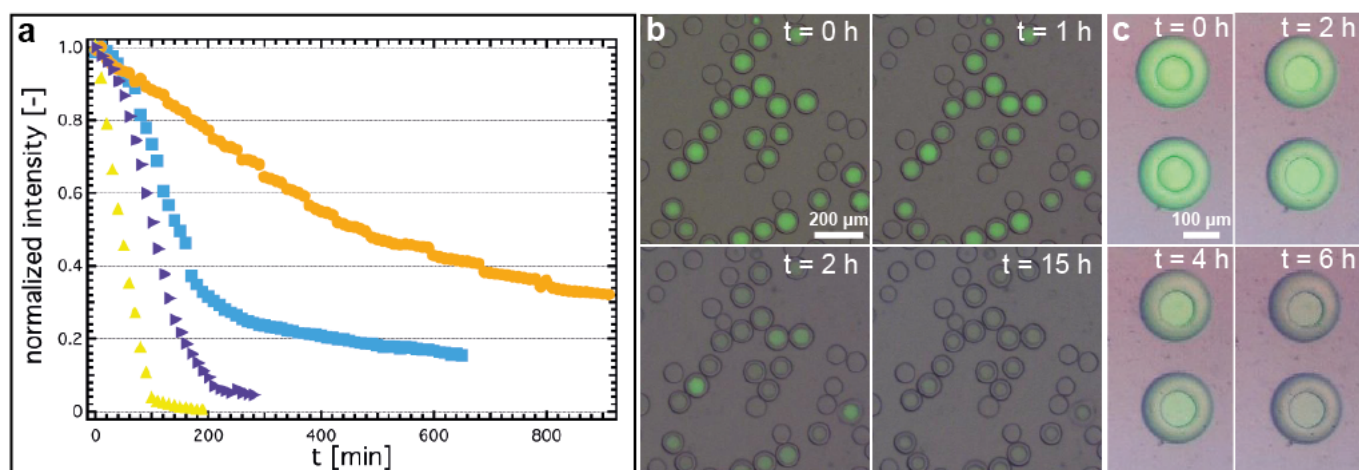 a
1.0
0.8
0.6
0.4
0.2
0
normalized intensity [-]
0
200
400
600
800
t [min]
b
t = 0 h
t = 1 h
200 µm
t = 2 h
t = 15 h
c
t = 0 h
t = 2 h
100 µm
t = 4 h
t = 6 h